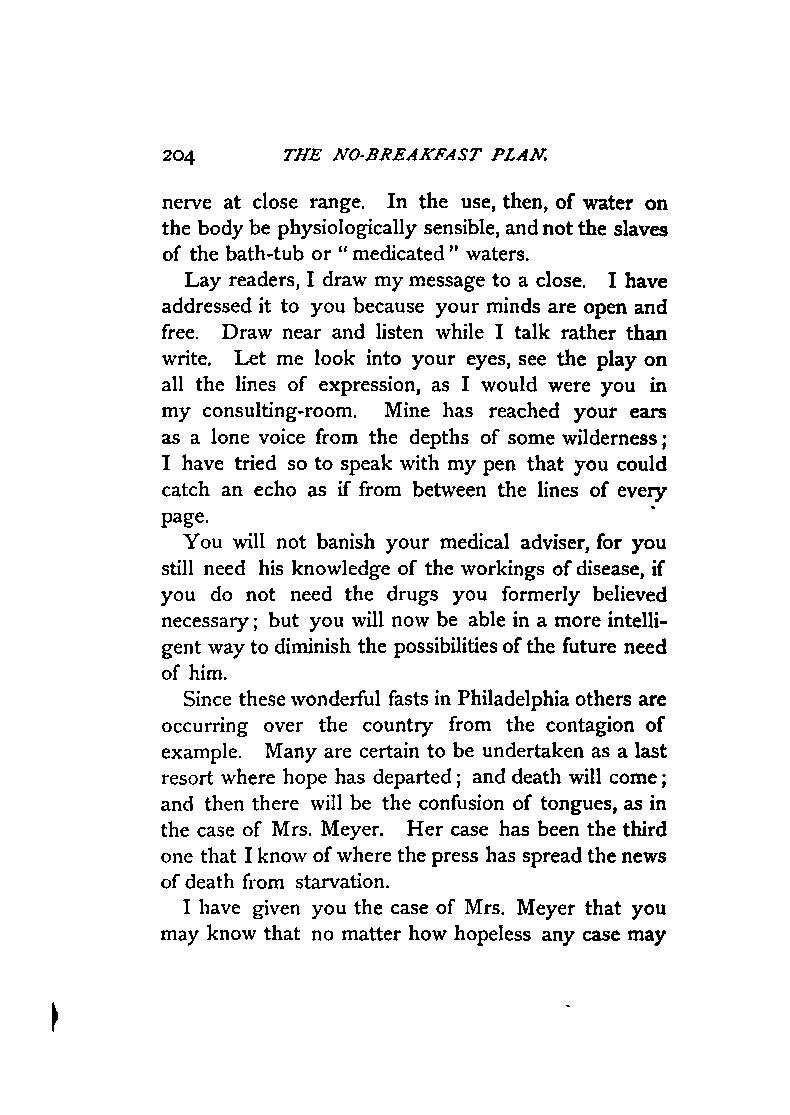 204 THE NO-BREAKFAST PLAN.
nerve at close range. In the use, then, of water on
the body be physiologically sensible, and not the slaves
of the bath-tub or “medicated” waters.
Lay readers, I draw my message to a close. I have
addressed it to you because your minds are open and
free. Draw near and listen while I talk rather than
write. Let me look into your eyes, see the play on
all the lines of expression, as I would were you in
my consulting-room. Mine has reached your ears
as a lone voice from the depths of some wilderness;
I have tried so to speak with my pen that you could
catch an echo as if from between the lines of every
page.
You will not banish your medical adviser, for you
still need his knowledge of the workings of disease, if
you do not need the drugs you formerly believed
necessary; but you will now be able in a more intelli-
gent way to diminish the possibilities of the future need
of him.
Since these wonderful fasts in Philadelphia others are
occurring over the country from the contagion of
example. Many are certain to be undertaken as a last
resort where hope has departed; and death will come;
and then there will be the confusion of tongues, as in
the case of Mrs. Meyer. Her case has been the third
one that I know of where the press has spread the news
of death from starvation.
I have given you the case of Mrs. Meyer that you
may know that no matter how hopeless any case may